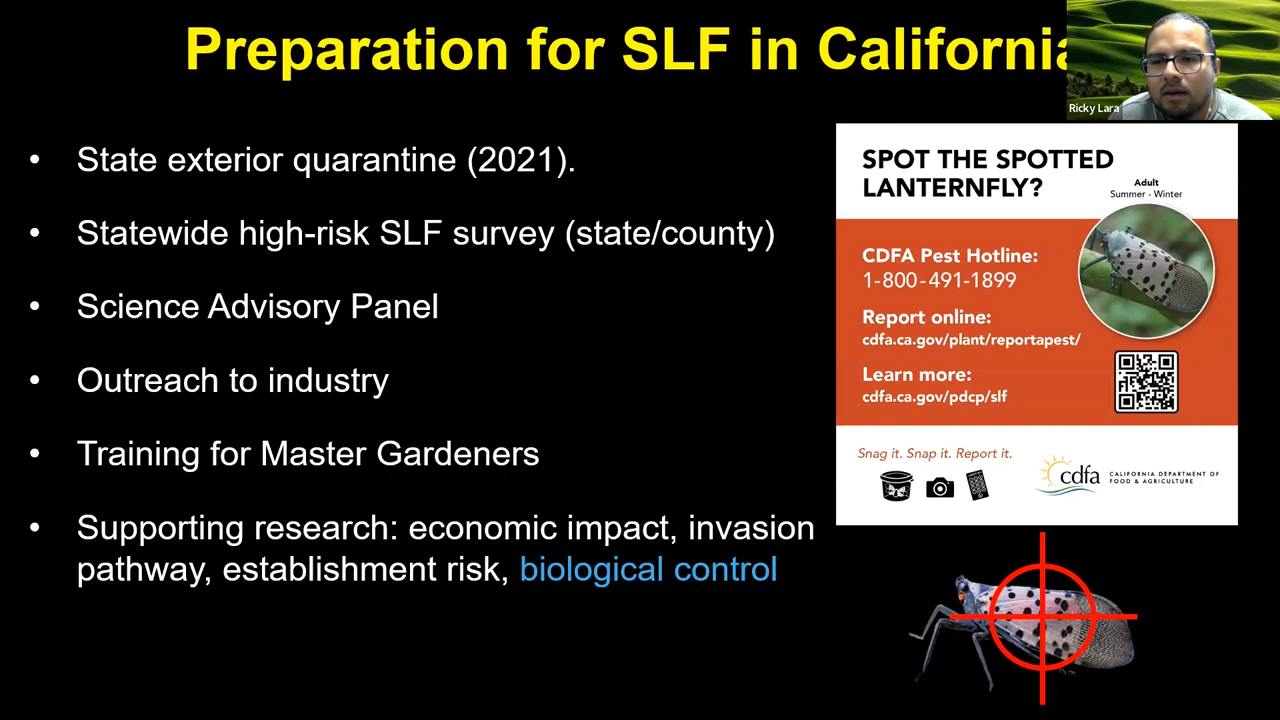 Preparation for SLF in California
Ricky Lara
• State exterior quarantine (2021).
• Statewide high-risk SLF survey (state/county)
• Science Advisory Panel
• Outreach to industry
• Training for Master Gardeners
• Supporting research: economic impact, invasion
pathway, establishment risk, biological control
SPOT THE SPOTTED
LANTERNFLY?
Adult
Summer - Winter
CDFA Pest Hotline:
1-800-491-1899
Report online:
cdfa.ca.gov/plant/reportapest/
Learn more:
cdfa.ca.gov/pdcp/slf
Snag it. Snap it. Report it.
cdfa
CALIFORNIA DEPARTMENT OF
FOOD & AGRICULTURE